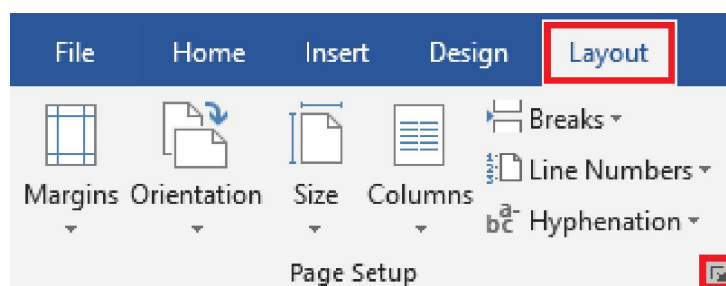 File Home Insert Design Layout
Breaks
Line Numbers
Margins Orientation Size Columns
Hyphenation
Page Setup